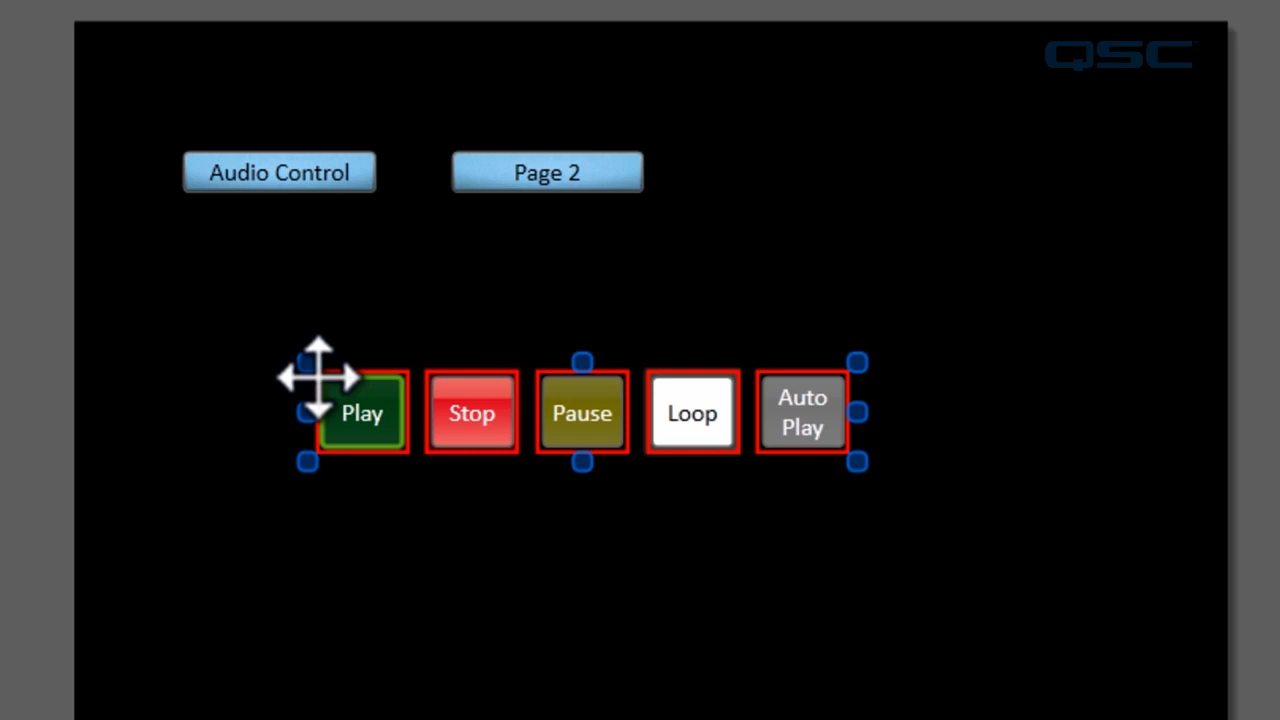 QSC
Audio Control
Page 2
Play
Stop
Pause
Loop
Auto
Play